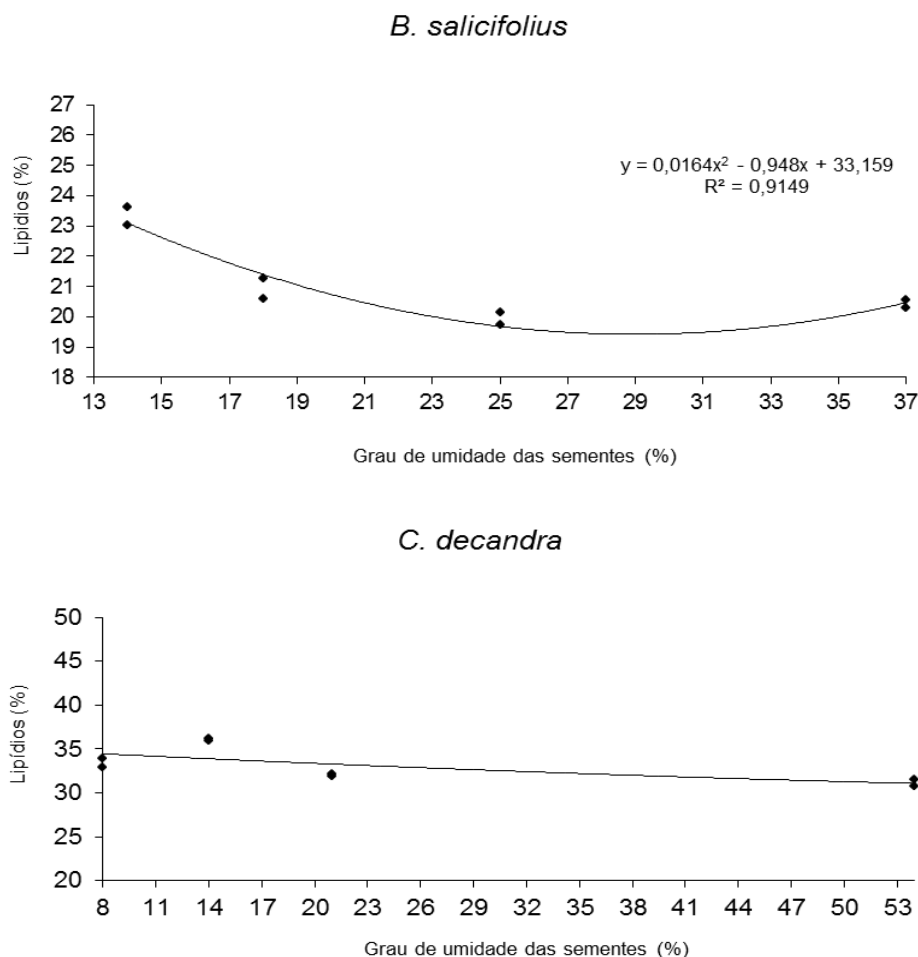 B. salicifolius
27
26
25
24
23
22
21
20
19
18
Lipidios (%)
y = 0,0164x² - 0,948x + 33,159
R² = 0,9149
13 15 17 19 21 23 25 27 29 31 33 35 37
Grau de umidade das sementes (%)
C. decandra
50
45
40
35
30
25
20
Lipídios (%)
8 11 14 17 20 23 26 29 32 35 38 41 44 47 50 53
Grau de umidade das sementes (%)